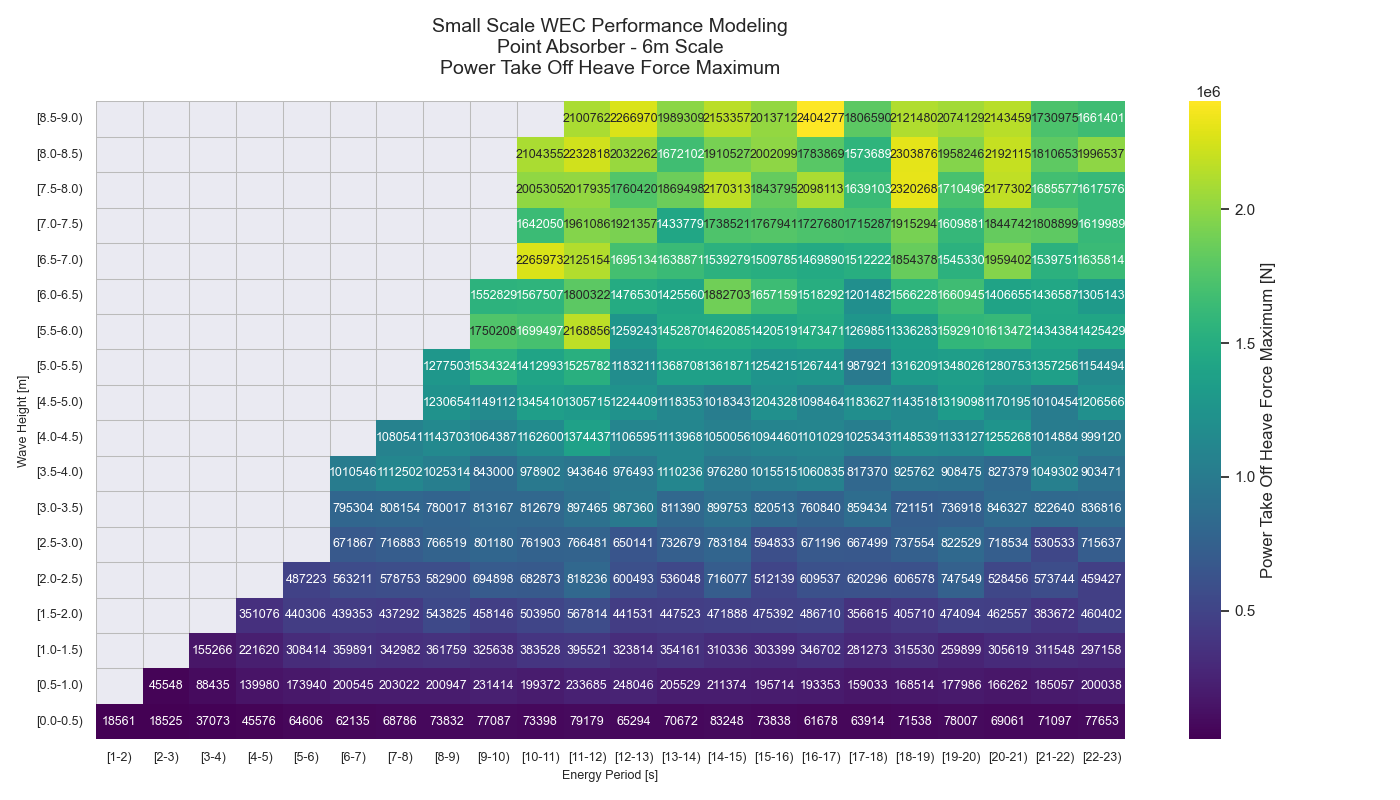 Small Scale WEC Performance Modeling
Point Absorber - 6m Scale
Power Take Off Heave Force Maximum
1e6
[8.5-9.0) 2100762 2266970 1989309 2153357 2013712 2404277 1806590 2121480 2074129 2143459 1730975 1661401
[8.0-8.5) 2104355 2232818 2032262 1672102 1910527 2002099 1783869 1573689 2303876 1958246 2192115 1810653 1996537
[7.5-8.0) 2005305 2017935 1760420 1869498 2170313 1843795 2098113 1639103 2320268 1710496 2177302 1685577 1617576
[7.0-7.5) 1642050 1961086 1921357 1433779 1738521 1767941 1727680 1715287 1915294 1609881 1844742 1808899 1619989
[6.5-7.0) 2265973 2125154 1695134 1638871 1539279 1509785 1469890 1512222 1854378 1545330 1959402 1539751 1635814
[6.0-6.5) 1552829 1567507 1800322 1476530 1425560 1882703 1657159 1518292 1201482 1566228 1660945 1406655 1436587 1305143
[5.5-6.0) 1750208 1699497 2168856 1259243 1452870 1462085 1420519 1473471 1269851 1336283 1592910 1613472 1434384 1425429
[5.0-5.5) 1277503 1534324 1412993 1525782 1183211 1368708 1361871 1254215 1267441 987921 1316209 1348026 1280753 1357256 1154494
[4.5-5.0) 1230654 1149112 1345410 1305715 1224409 1118353 1018343 1204328 1098464 1183627 1143518 1319098 1170195 1010454 1206566
[4.0-4.5) 1080541 1143703 1064387 1162600 1374437 1106595 1113968 1050056 1094460 1101029 1025343 1148539 1133127 1255268 1014884 999120
[3.5-4.0) 1010546 1112502 1025314 843000 978902 943646 976493 1110236 976280 1015515 1060835 817370 925762 908475 827379 1049302 903471
[3.0-3.5) 795304 808154 780017 813167 812679 897465 987360 811390 899753 820513 760840 859434 721151 736918 846327 822640 836816
[2.5-3.0) 671867 716883 766519 801180 761903 766481 650141 732679 783184 594833 671196 667499 737554 822529 718534 530533 715637
[2.0-2.5) 487223 563211 578753 582900 694898 682873 818236 600493 536048 716077 512139 609537 620296 606578 747549 528456 573744 459427
[1.5-2.0) 351076 440306 439353 437292 543825 458146 503950 567814 441531 447523 471888 475392 486710 356615 405710 474094 462557 383672 460402
[1.0-1.5) 155266 221620 308414 359891 342982 361759 325638 383528 395521 323814 354161 310336 303399 346702 281273 315530 259899 305619 311548 297158
[0.5-1.0) 45548 88435 139980 173940 200545 203022 200947 231414 199372 233685 248046 205529 211374 195714 193353 159033 168514 177986 166262 185057 200038
[0.0-0.5) 18561 18525 37073 45576 64606 62135 68786 73832 77087 73398 79179 65294 70672 83248 73838 61678 63914 71538 78007 69061 71097 77653
[1-2) [2-3) [3-4) [4-5) [5-6) [6-7) [7-8) [8-9) [9-10) [10-11) [11-12) [12-13) [13-14) [14-15) [15-16) [16-17) [17-18) [18-19) [19-20) [20-21) [21-22) [22-23)
Energy Period [s]
Wave Height [m]
2.0
1.5
1.0
0.5
Power Take Off Heave Force Maximum [N]